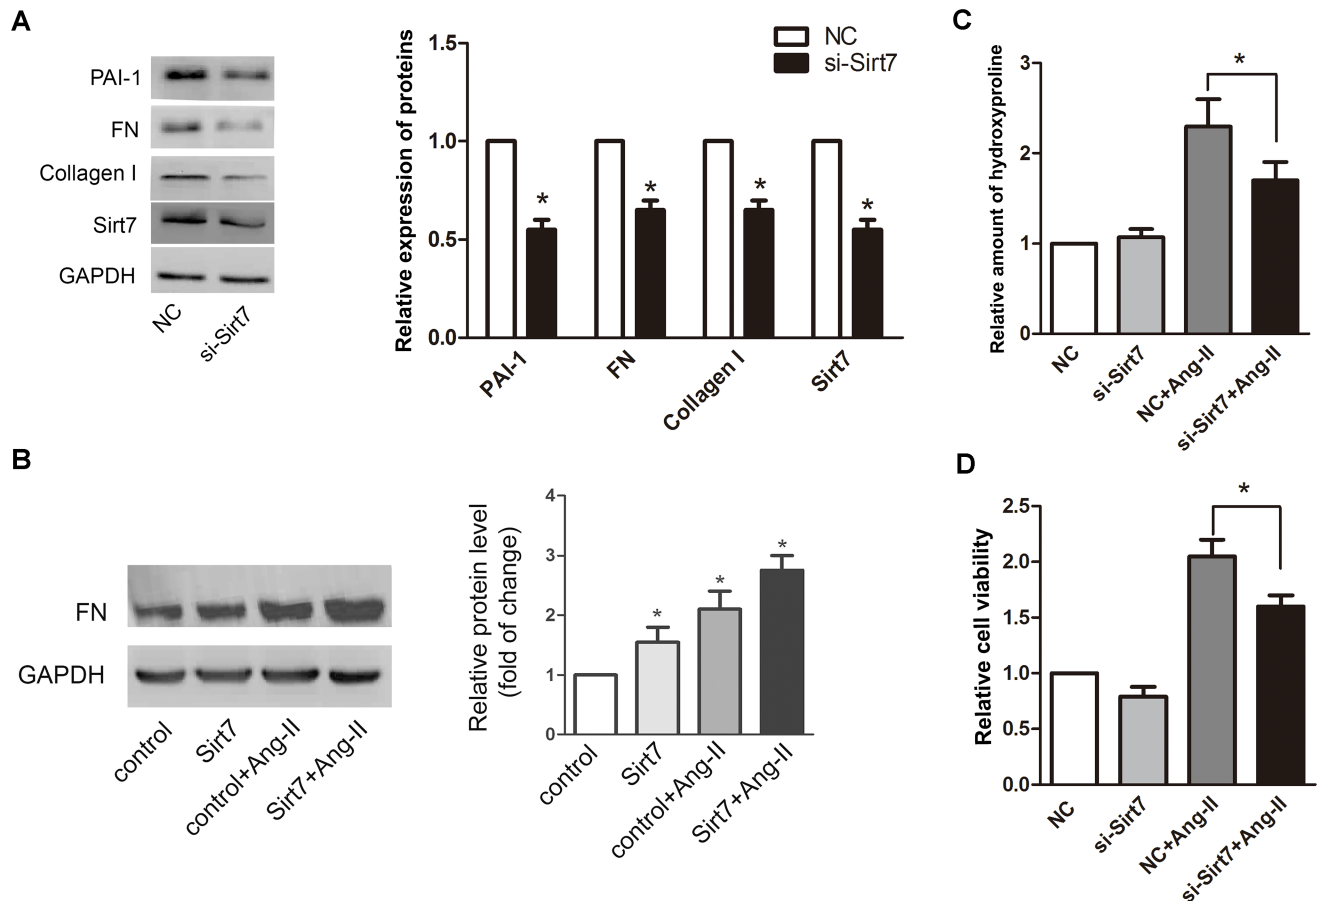 A
PAI-1
FN
Collagen I
Sirt7
GAPDH
NC
si-Sirt7
Relative expression of proteins
1.5
1.0
0.5
0.0
NC
si-Sirt7
*
*
*
*
PAI-1
FN
Collagen I
Sirt7
B
FN
GAPDH
control
Sirt7
control+Ang-II
Sirt7+Ang-II
Relative protein level
(fold of change)
4
3
2
1
0
*
*
*
control
Sirt7
control+Ang-II
Sirt7+Ang-II
C
Relative amount of hydroxyproline
3
2
1
0
*
NC
si-Sirt7
NC+Ang-II
si-Sirt7+Ang-II
D
Relative cell viability
2.5
2.0
1.5
1.0
0.5
0.0
*
NC
si-Sirt7
NC+Ang-II
si-Sirt7+Ang-II